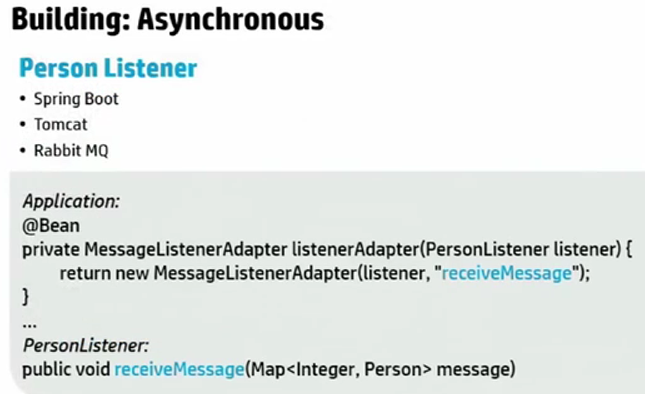 Building: Asynchronous
Person Listener
• Spring Boot
• Tomcat
• Rabbit MQ
Application:
@Bean
private MessageListenerAdapter listenerAdapter(PersonListener listener) {
return new MessageListenerAdapter(listener, "receiveMessage");
}
...
PersonListener:
public void receiveMessage(Map<Integer, Person> message)